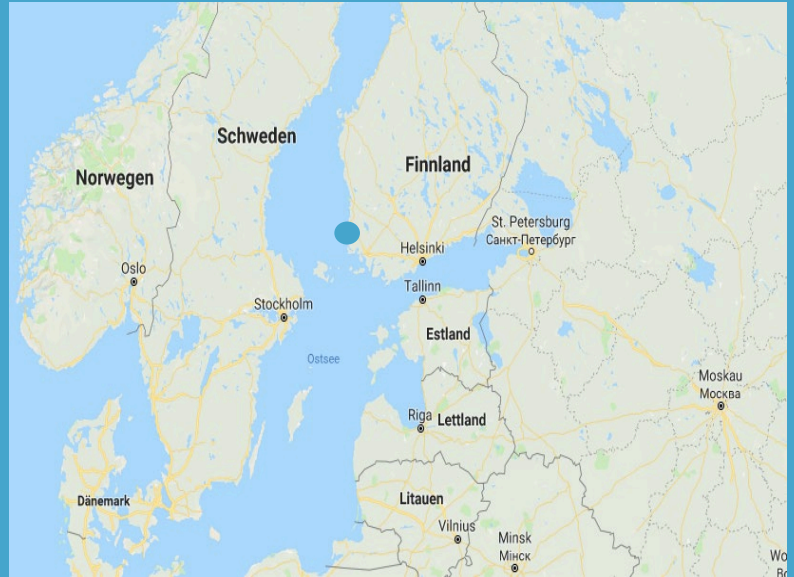 Schweden
Finnland
Norwegen
St. Petersburg
Санкт-Петербург
Helsinki
Oslo
Tallinn
Stockholm
Estland
Ostsee
Moskau
Москва
Riga
Lettland
Dänemark
Litauen
Vilnius
Minsk
Мінск